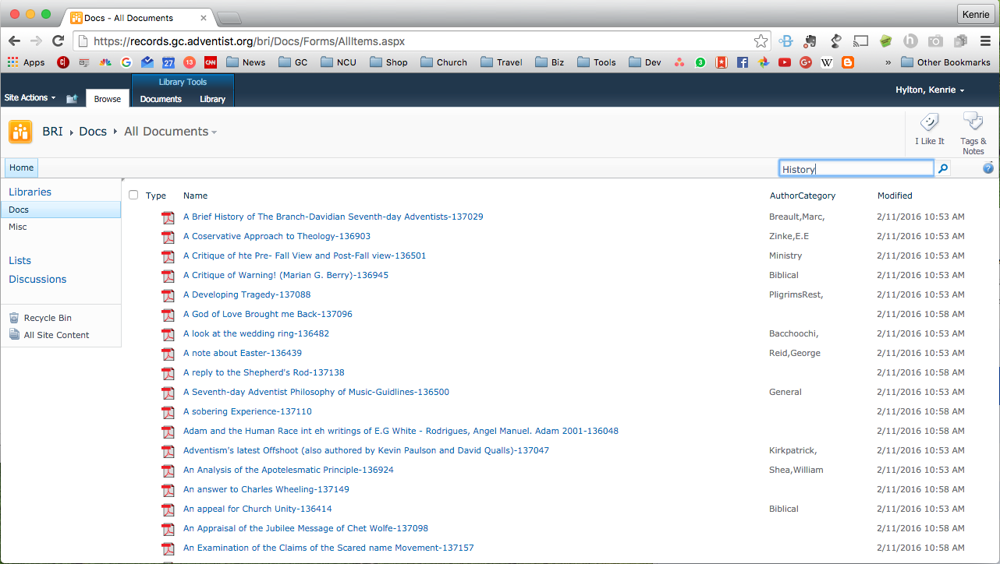 Docs - All Documents
Kenrie
https://records.gc.adventist.org/bri/Docs/Forms/AllItems.aspx
Apps 27 13 CNN News GC NCU Shop Church Travel Biz Tools Dev 3 W » Other Bookmarks
Library Tools
Site Actions Browse Documents Library Hylton, Kenrie
BRI Docs All Documents
I Like It Tags & Notes
Home History
Libraries
Docs
Misc
Lists
Discussions
Recycle Bin
All Site Content
Type Name AuthorCategory Modified
A Brief History of The Branch-Davidian Seventh-day Adventists-137029 Breault,Marc, 2/11/2016 10:53 AM
A Coservative Approach to Theology-136903 Zinke,E.E 2/11/2016 10:53 AM
A Critique of hte Pre- Fall View and Post-Fall view-136501 Ministry 2/11/2016 10:53 AM
A Critique of Warning! (Marian G. Berry)-136945 Biblical 2/11/2016 10:53 AM
A Developing Tragedy-137088 PligrimsRest, 2/11/2016 10:53 AM
A God of Love Brought me Back-137096 2/11/2016 10:58 AM
A look at the wedding ring-136482 Bacchoochi, 2/11/2016 10:53 AM
A note about Easter-136439 Reid,George 2/11/2016 10:53 AM
A reply to the Shepherd's Rod-137138 2/11/2016 10:58 AM
A Seventh-day Adventist Philosophy of Music-Guidlines-136500 General 2/11/2016 10:53 AM
A sobering Experience-137110 2/11/2016 10:58 AM
Adam and the Human Race int eh writings of E.G White - Rodrigues, Angel Manuel. Adam 2001-136048 2/11/2016 10:58 AM
Adventism's latest Offshoot (also authored by Kevin Paulson and David Qualls)-137047 Kirkpatrick, 2/11/2016 10:53 AM
An Analysis of the Apotelesmatic Principle-136924 Shea,William 2/11/2016 10:53 AM
An answer to Charles Wheeling-137149 2/11/2016 10:58 AM
An appeal for Church Unity-136414 Biblical 2/11/2016 10:53 AM
An Appraisal of the Jubilee Message of Chet Wolfe-137098 2/11/2016 10:58 AM
An Examination of the Claims of the Scared name Movement-137157 2/11/2016 10:58 AM